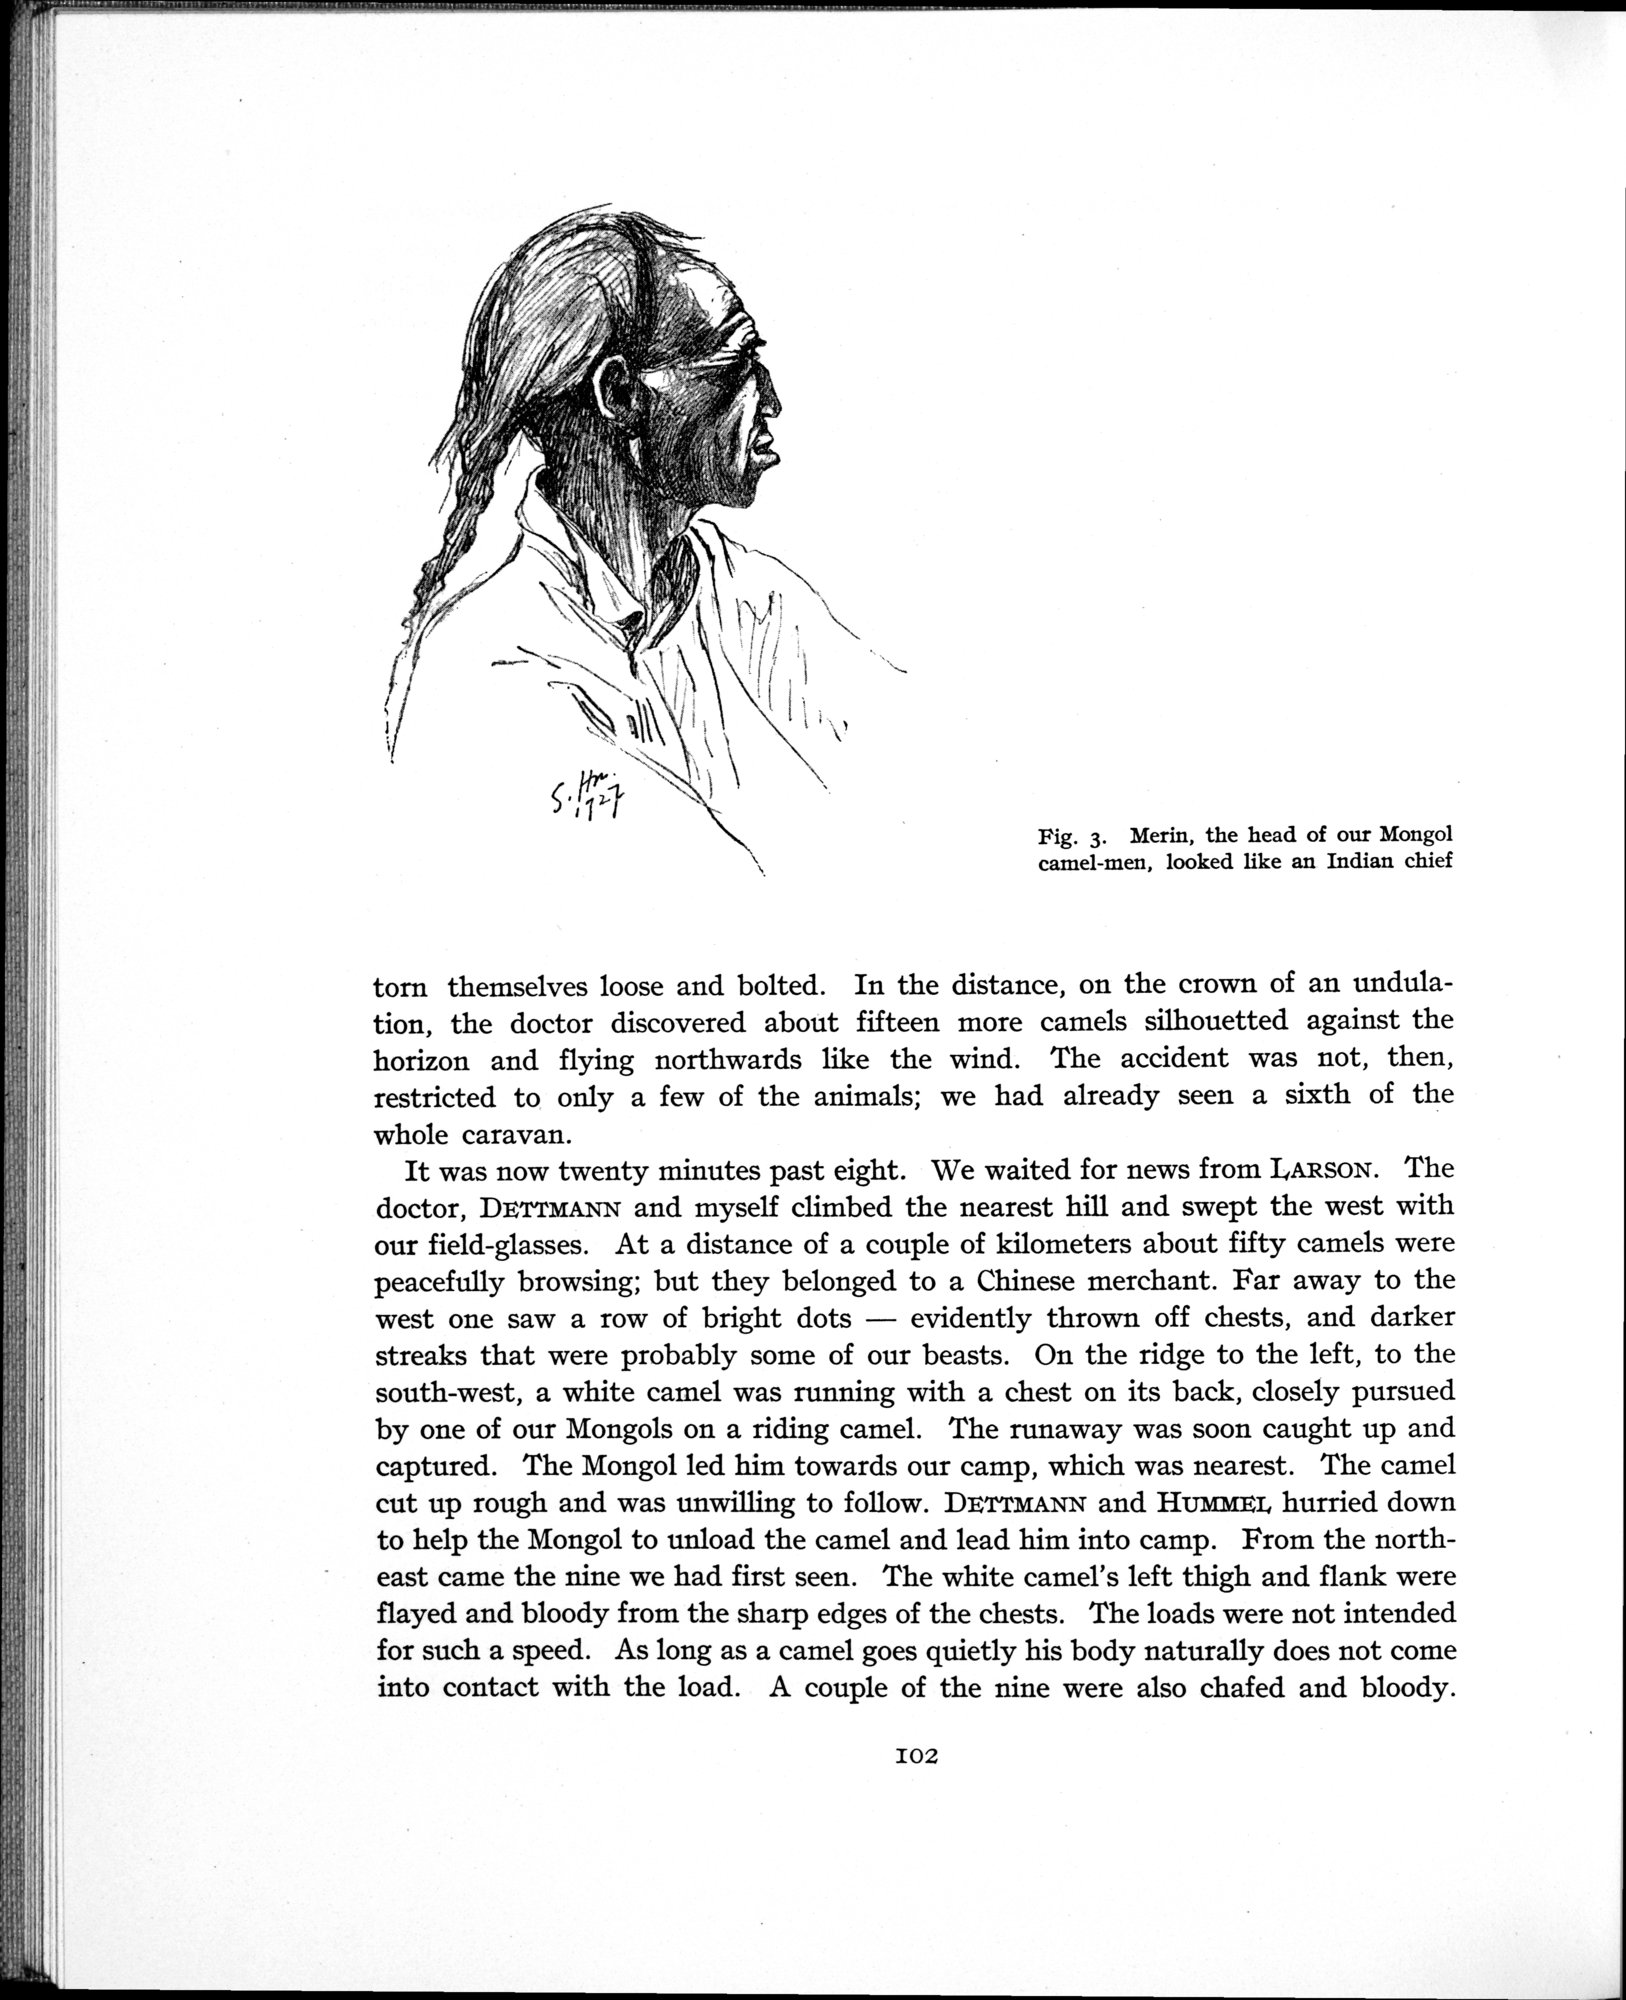 S. Hn.
1927
Fig. 3. Merin, the head of our Mongol
camel-men, looked like an Indian chief
torn themselves loose and bolted. In the distance, on the crown of an undula-
tion, the doctor discovered about fifteen more camels silhouetted against the
horizon and flying northwards like the wind. The accident was not, then,
restricted to only a few of the animals; we had already seen a sixth of the
whole caravan.
It was now twenty minutes past eight. We waited for news from LARSON. The
doctor, DETTMANN and myself climbed the nearest hill and swept the west with
our field-glasses. At a distance of a couple of kilometers about fifty camels were
peacefully browsing; but they belonged to a Chinese merchant. Far away to the
west one saw a row of bright dots — evidently thrown off chests, and darker
streaks that were probably some of our beasts. On the ridge to the left, to the
south-west, a white camel was running with a chest on its back, closely pursued
by one of our Mongols on a riding camel. The runaway was soon caught up and
captured. The Mongol led him towards our camp, which was nearest. The camel
cut up rough and was unwilling to follow. DETTMANN and HUMMEL hurried down
to help the Mongol to unload the camel and lead him into camp. From the north-
east came the nine we had first seen. The white camel's left thigh and flank were
flayed and bloody from the sharp edges of the chests. The loads were not intended
for such a speed. As long as a camel goes quietly his body naturally does not come
into contact with the load. A couple of the nine were also chafed and bloody.
102